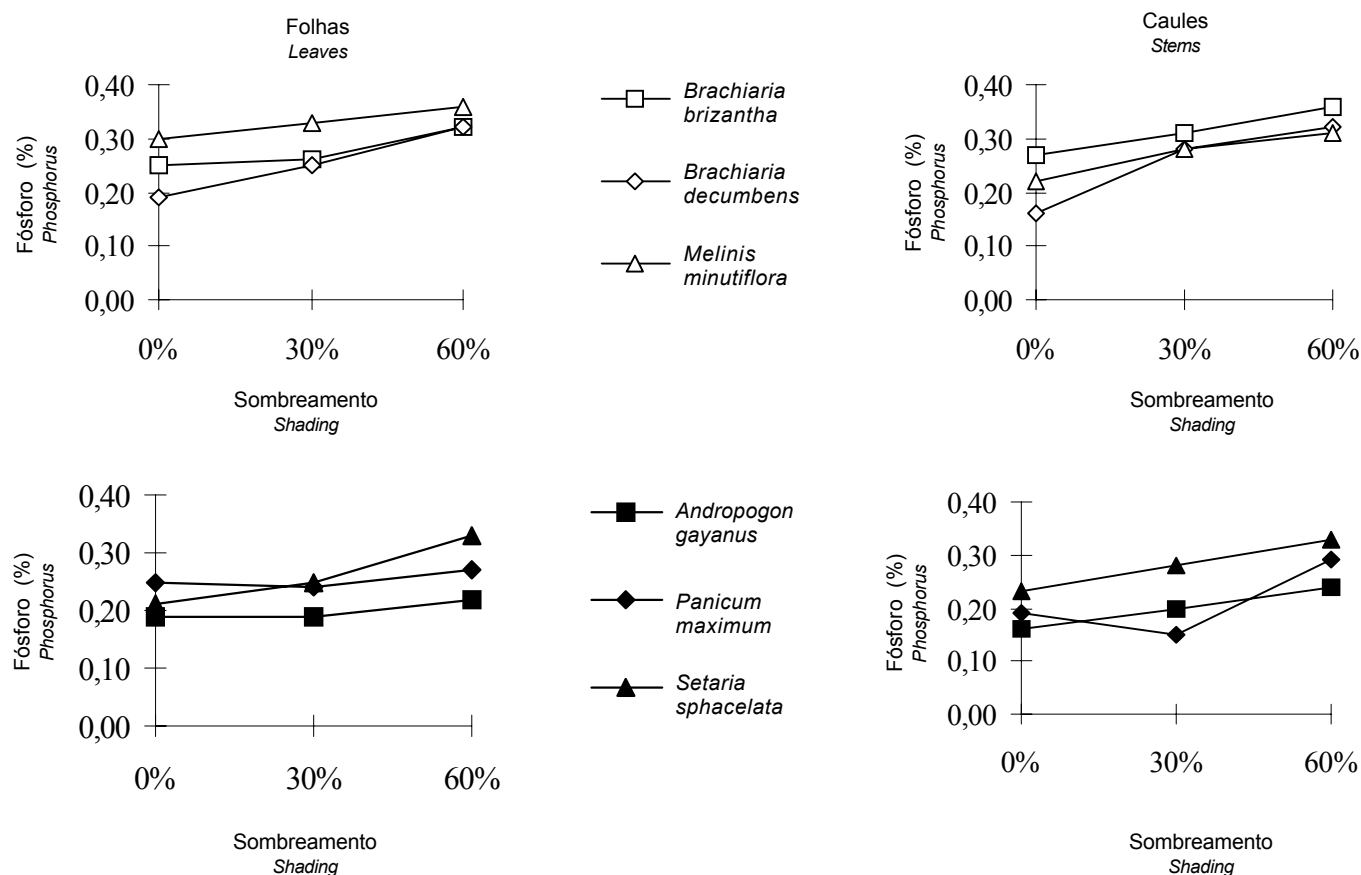 Folhas
Leaves
0,40
0,30
0,20
0,10
0,00
Fósforo (%)
Phosphorus
0% 30% 60%
Sombreamento
Shading
Brachiaria
brizantha
Brachiaria
decumbens
Melinis
minutiflora
Caules
Stems
0,40
0,30
0,20
0,10
0,00
Fósforo (%)
Phosphorus
0% 30% 60%
Sombreamento
Shading
0,40
0,30
0,20
0,10
0,00
Fósforo (%)
Phosphorus
0% 30% 60%
Sombreamento
Shading
Andropogon
gayanus
Panicum
maximum
Setaria
sphacelata
0,40
0,30
0,20
0,10
0,00
Fósforo (%)
Phosphorus
0% 30% 60%
Sombreamento
Shading